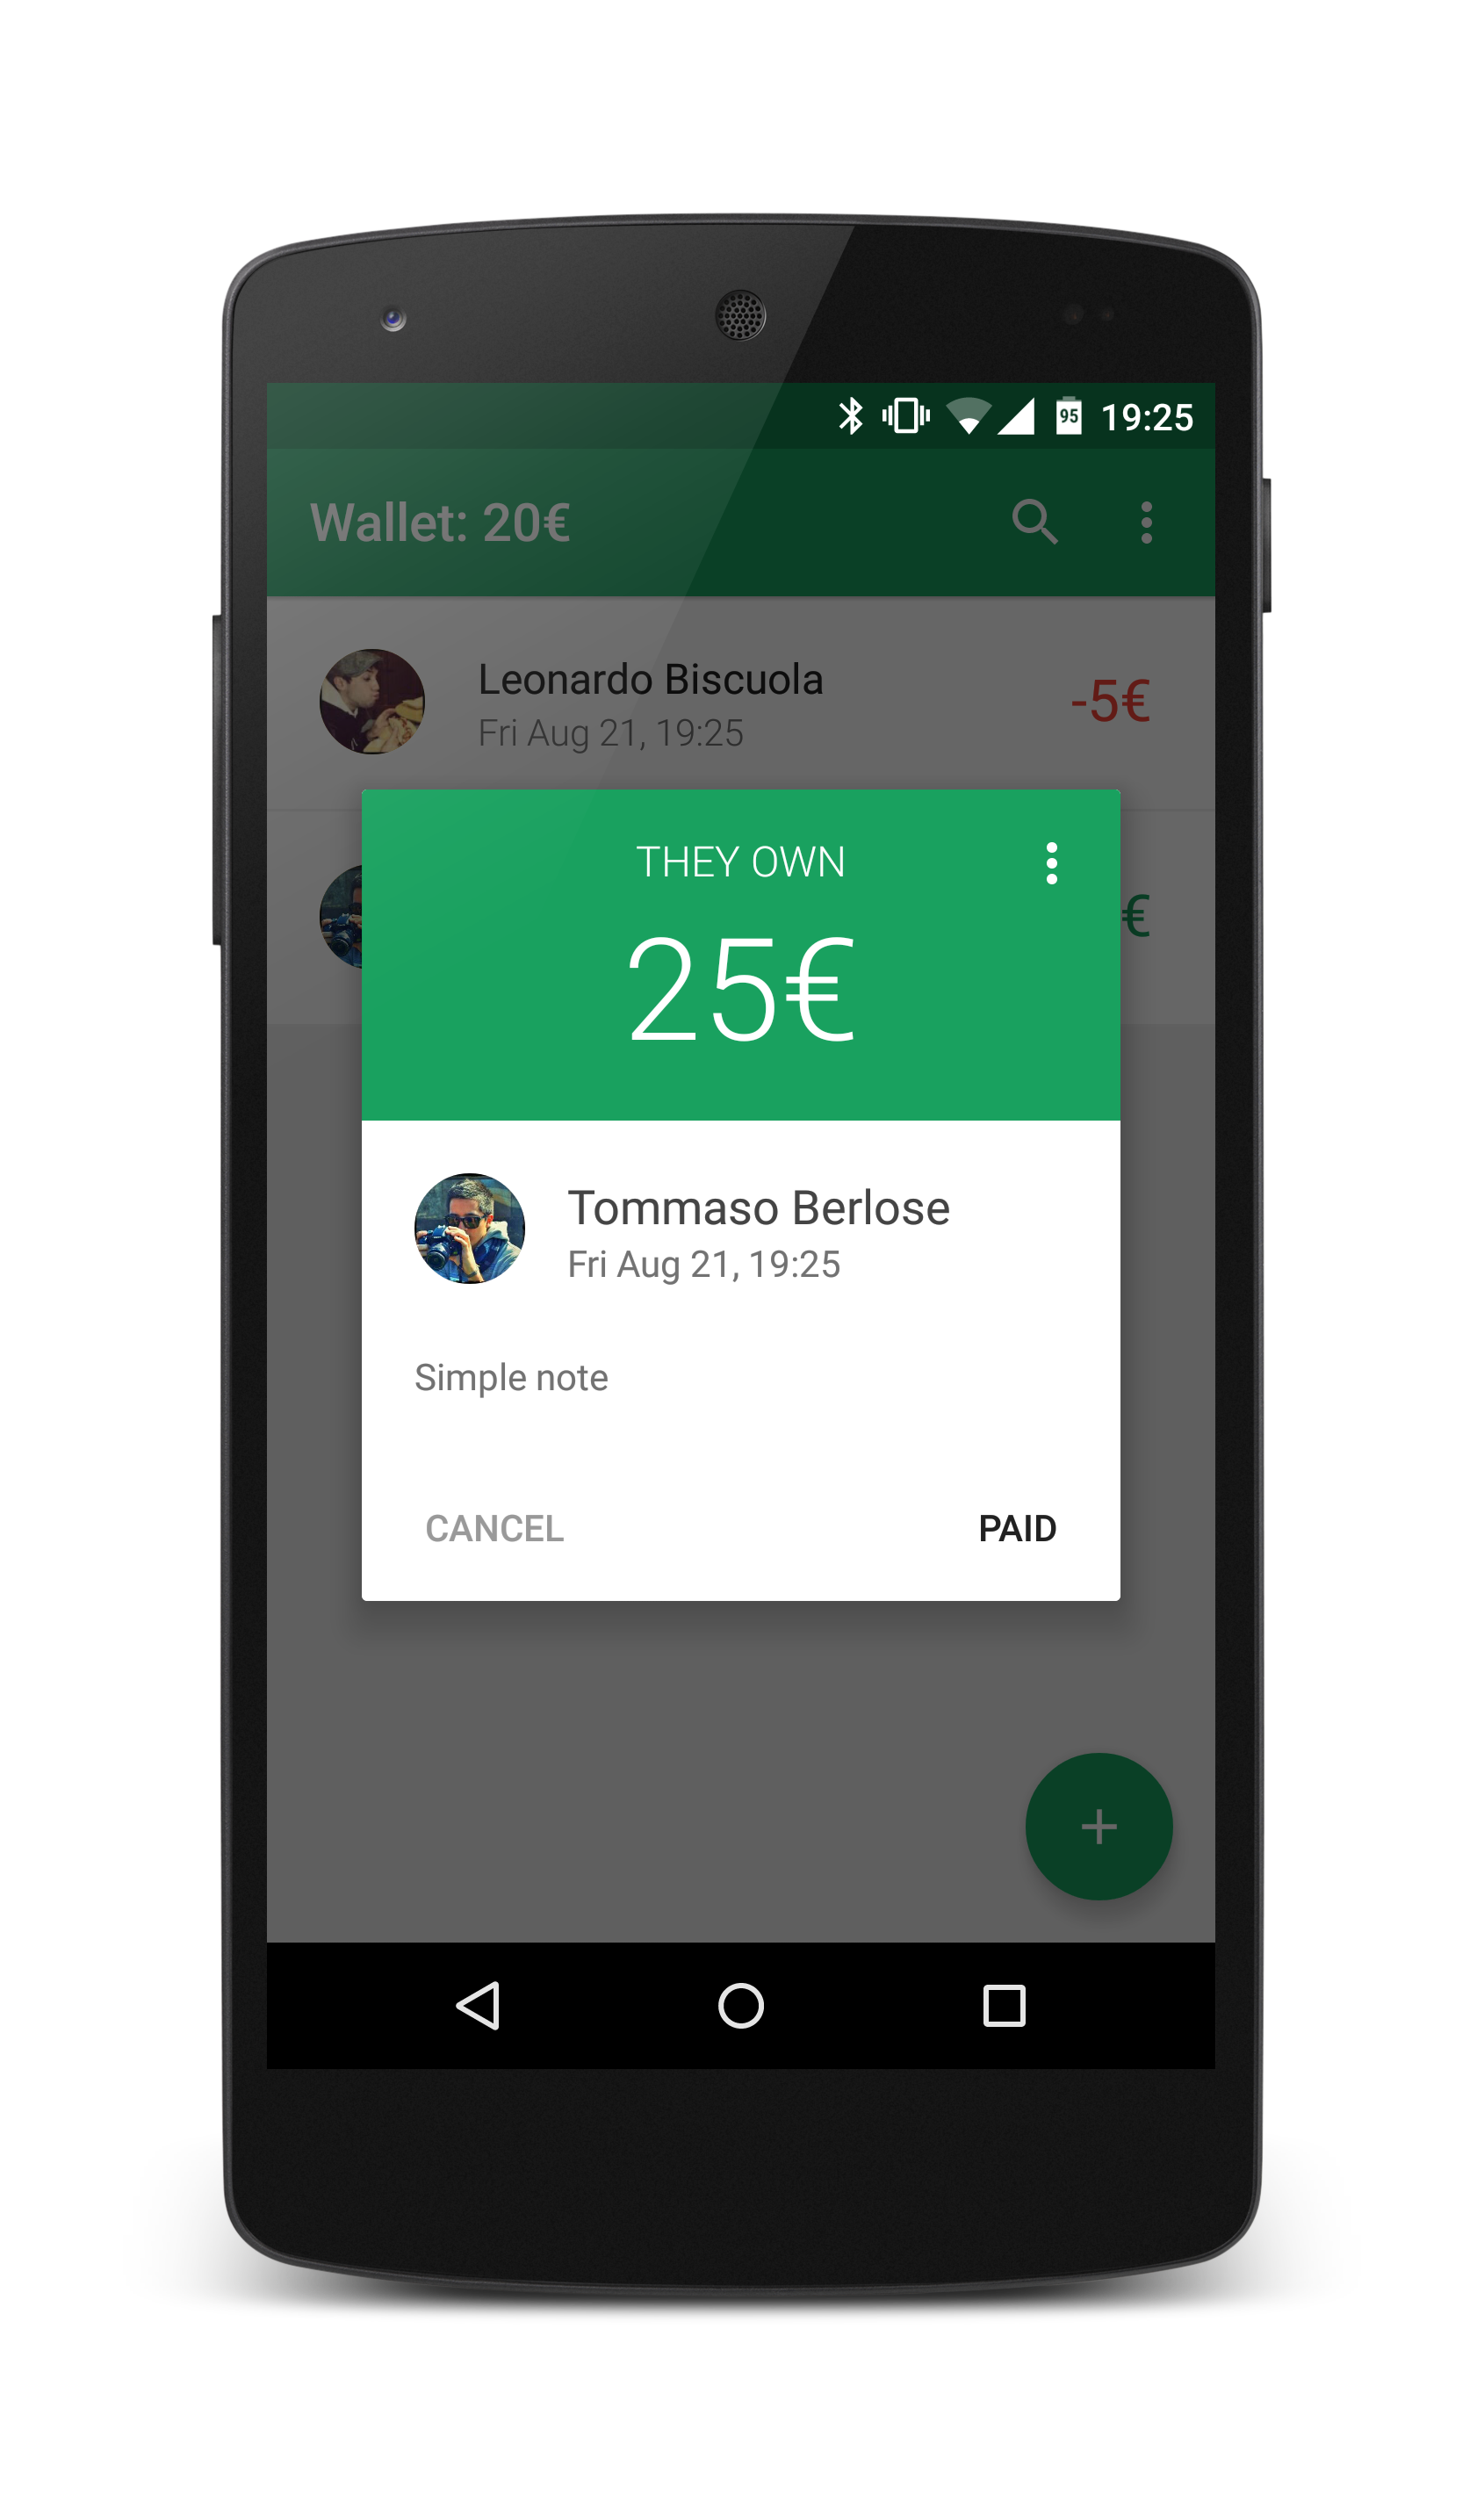 95 19:25
Wallet: 20€
Leonardo Biscuola
Fri Aug 21, 19:25
-5€
€
THEY OWN
25€
Tommaso Berlose
Fri Aug 21, 19:25
Simple note
CANCEL PAID